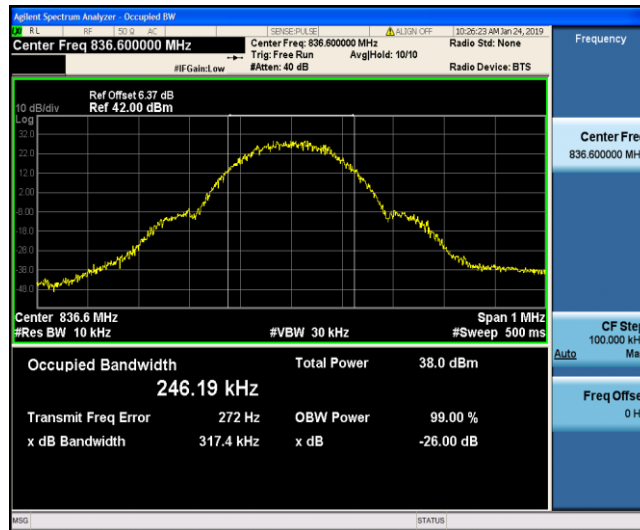 Agilent Spectrum Analyzer - Occupied BW
RL RF 50 Ω AC SENSE:PULSE ALIGN OFF 10:26:23 AM Jan 24, 2019
Center Freq 836.600000 MHz Center Freq: 836.600000 MHz Radio Std: None Frequency
Trig: Free Run Avg|Hold: 10/10
#IFGain:Low #Atten: 40 dB Radio Device: BTS
Ref Offset 6.37 dB
10 dB/div Ref 42.00 dBm
Log
32.0
22.0
12.0
2.00
-8.00
-18.0
-28.0
-38.0
-48.0
Center 836.6 MHz Span 1 MHz
#Res BW 10 kHz #VBW 30 kHz #Sweep 500 ms
Occupied Bandwidth Total Power 38.0 dBm
246.19 kHz
Transmit Freq Error 272 Hz OBW Power 99.00 %
x dB Bandwidth 317.4 kHz x dB -26.00 dB
Center Fre
836.600000 MH
CF Step
100.000 kH
Auto Ma
Freq Offse
0 H
MSG STATUS